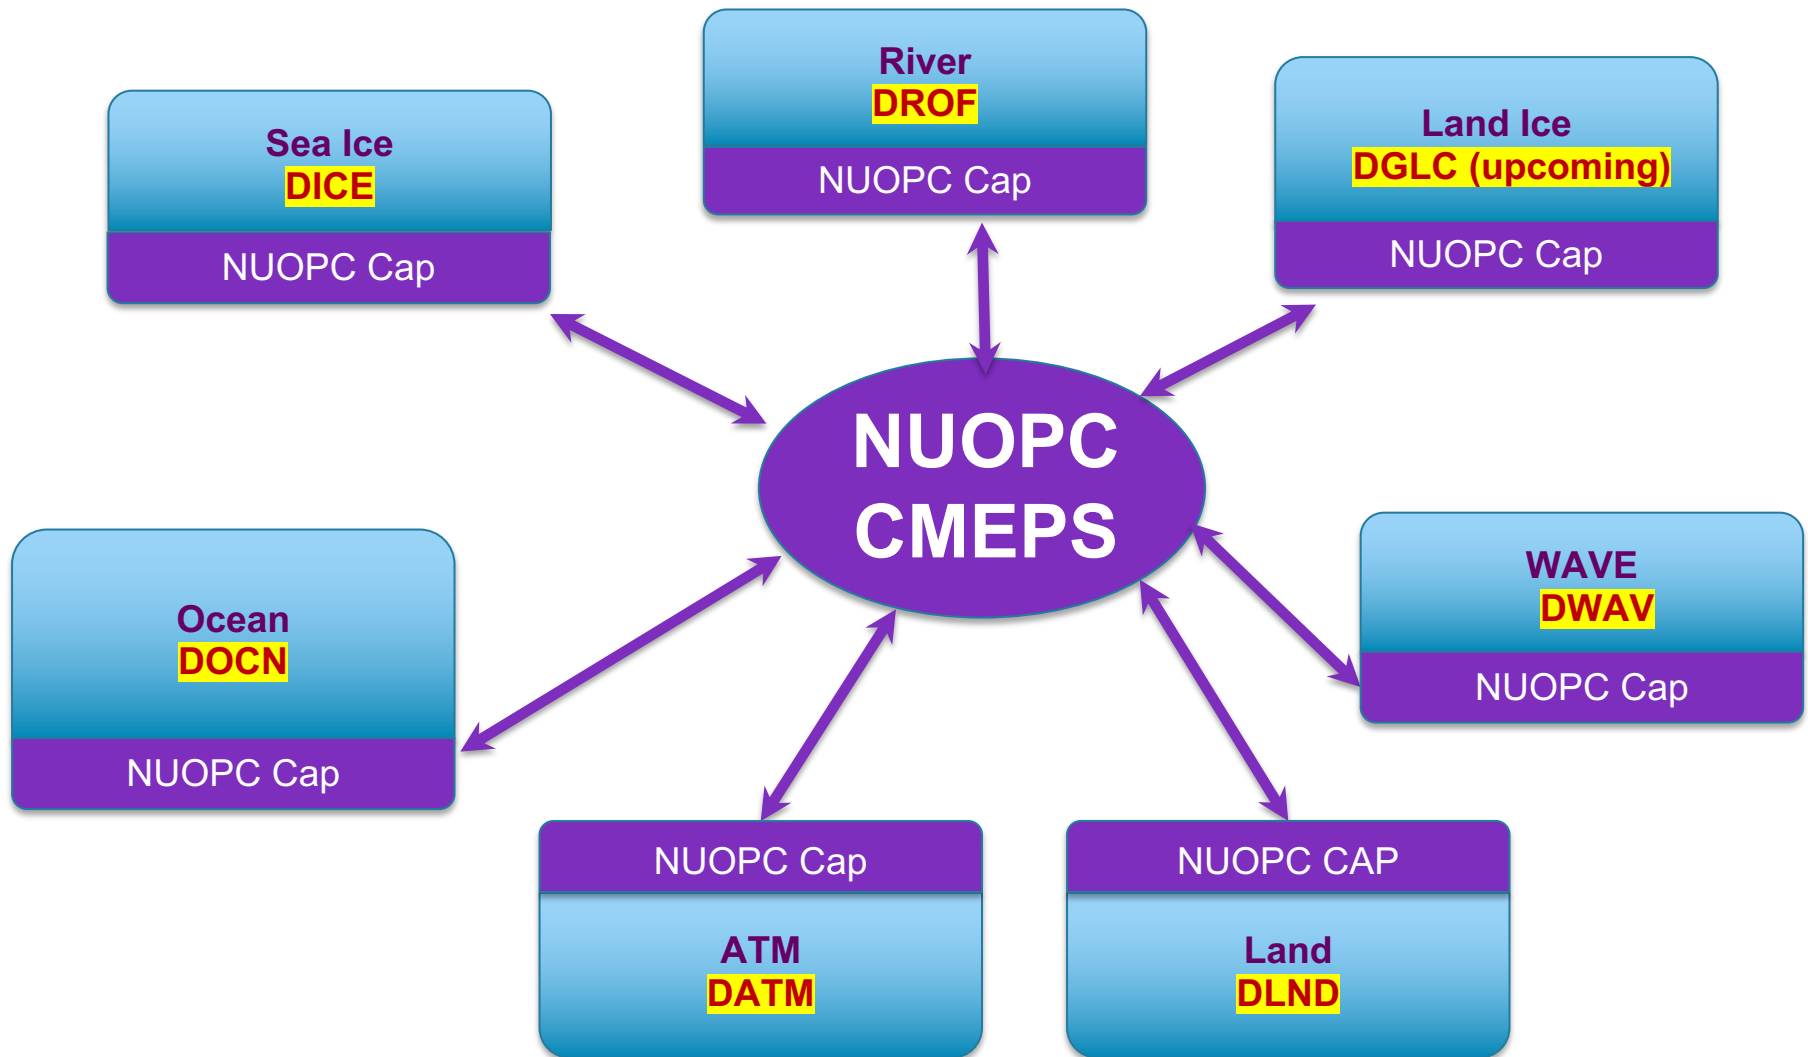 River
DROF
NUOPC Cap
Sea Ice
DICE
NUOPC Cap
Land Ice
DGLC (upcoming)
NUOPC Cap
NUOPC
CMEPS
Ocean
DOCN
NUOPC Cap
WAVE
DWAV
NUOPC Cap
NUOPC Cap
ATM
DATM
NUOPC CAP
Land
DLND